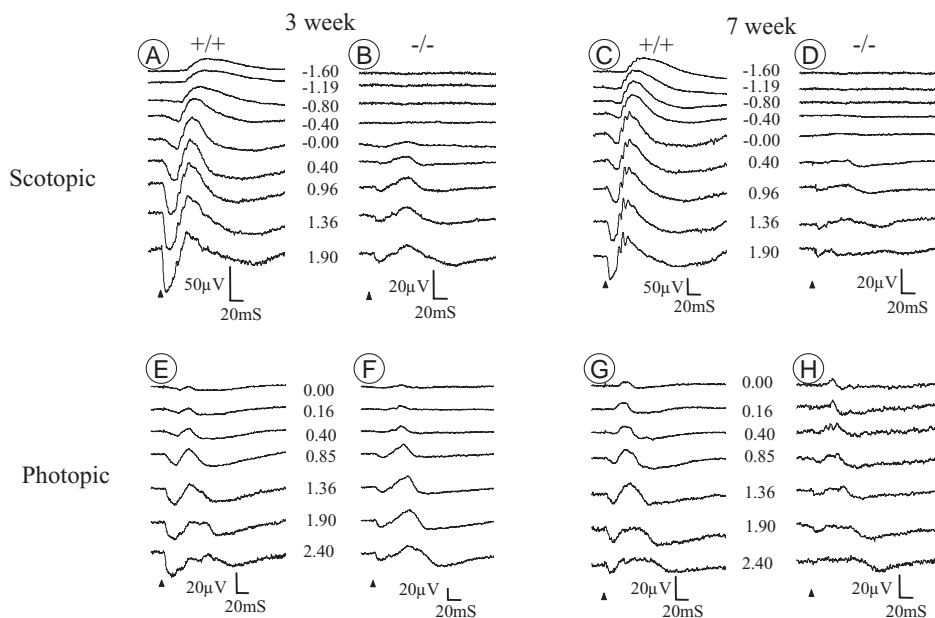 3 week 7 week
A +/+ B -/- C +/+ D -/-
Scotopic
-1.60 -1.60
-1.19 -1.19
-0.80 -0.80
-0.40 -0.40
-0.00 -0.00
0.40 0.40
0.96 0.96
1.36 1.36
1.90 1.90
50µV 20µV 50µV 20µV
20mS 20mS 20mS 20mS
E F G H
Photopic
0.00 0.00
0.16 0.16
0.40 0.40
0.85 0.85
1.36 1.36
1.90 1.90
2.40 2.40
20µV 20µV 20µV 20µV
20mS 20mS 20mS 20mS